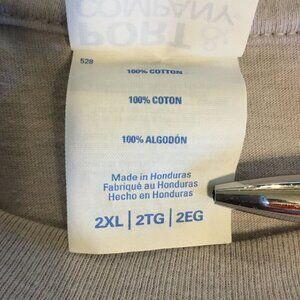 COMPANY
PORT &
528
100% COTTON
100% COTON
100% ALGODÓN
Made in Honduras
Fabriqué au Honduras
Hecho en Honduras
2XL | 2TG | 2EG